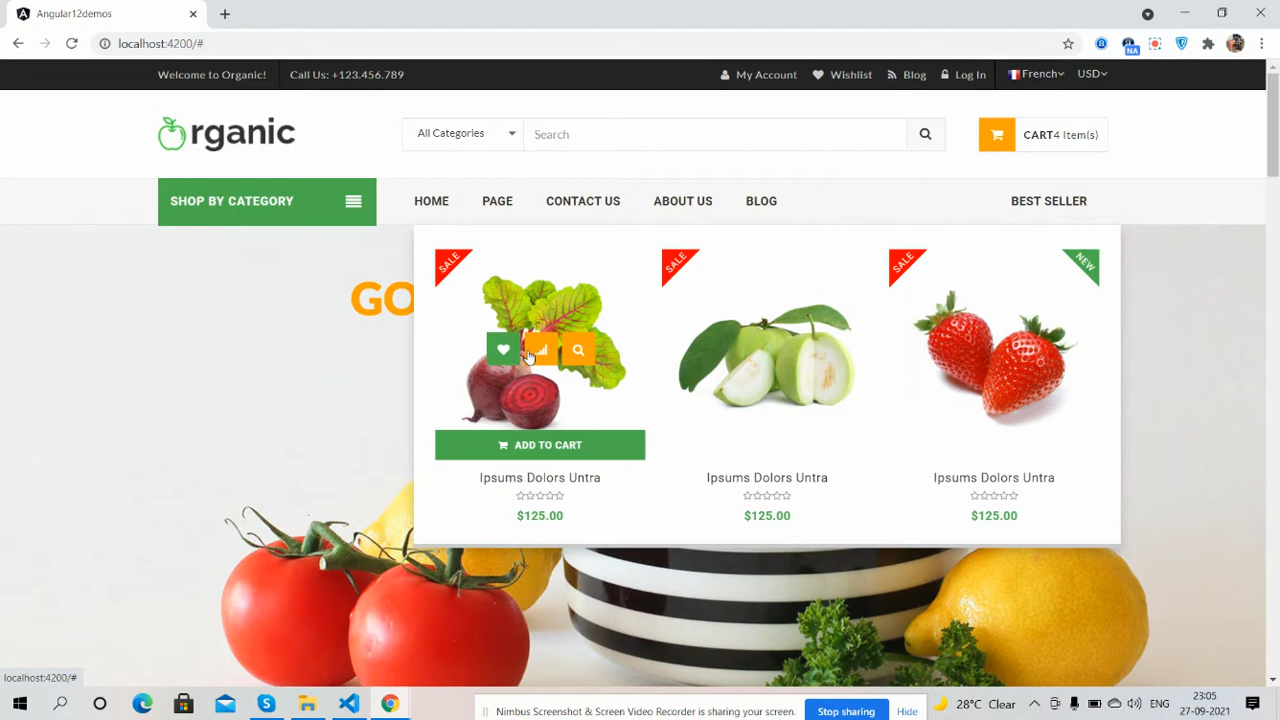 Angular12demos
localhost:4200/#
NA
Welcome to Organic!
Call Us: +123.456.789
My Account
Wishlist
Blog
Log In
French
USD
rganic
All Categories
Search
CART4 Item(s)
SHOP BY CATEGORY
HOME
PAGE
CONTACT US
ABOUT US
BLOG
BEST SELLER
GO
SALE
SALE
SALE
NEW
ADD TO CART
Ipsums Dolors Untra
Ipsums Dolors Untra
Ipsums Dolors Untra
$125.00
$125.00
$125.00
localhost:4200/#
Nimbus Screenshot & Screen Video Recorder is sharing your screen.
Stop sharing
Hide
28°C Clear
ENG
23:05
27-09-2021